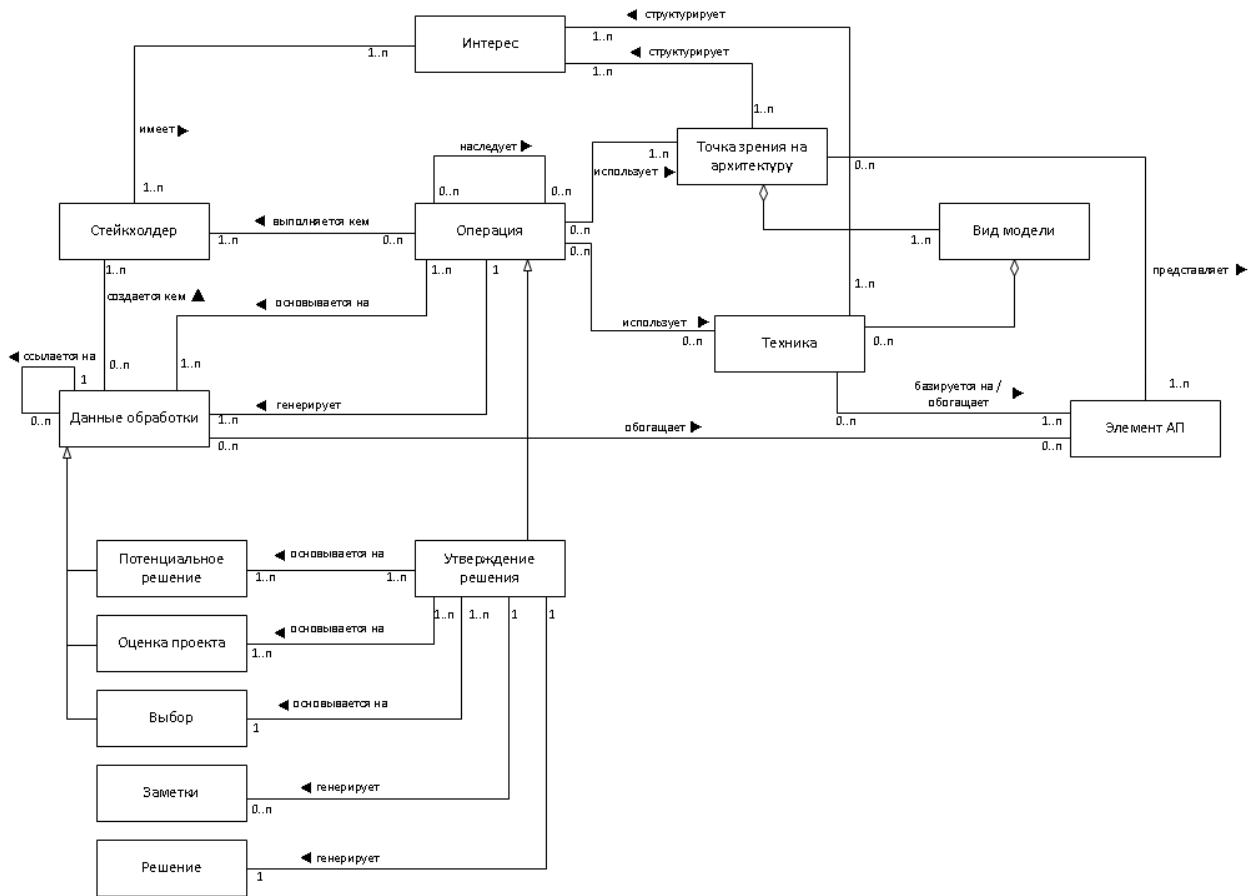 ◄ структурирует
1..n
Интерес
1..n
◄ структурирует
1..n
1..n
имеет ►
наследует ►
1..n
Точка зрения на
архитектуру
0..n
использует ►
1..n
0..n
0..n
Стейкхолдер
◄ выполняется кем
1..n
0..n
Операция
0..n
0..n
1..n
Вид модели
представляет ►
1..n
создается кем ▲
1..n
1
◄ основывается на
1..n
использует ►
0..n
Техника
0..n
◄ ссылается на
1
0..n
1..n
базируется на /
обогащает ►
1..n
0..n
Данные обработки
1..n
◄ генерирует
0..n
1..n
Элемент АП
обогащает ►
0..n
0..n
Потенциальное
решение
◄ основывается на
1..n
1..n
Утверждение
решения
1..n
1..n
1
1
Оценка проекта
◄ основывается на
1..n
Выбор
◄ основывается на
1
Заметки
◄ генерирует
0..n
Решение
◄ генерирует
1